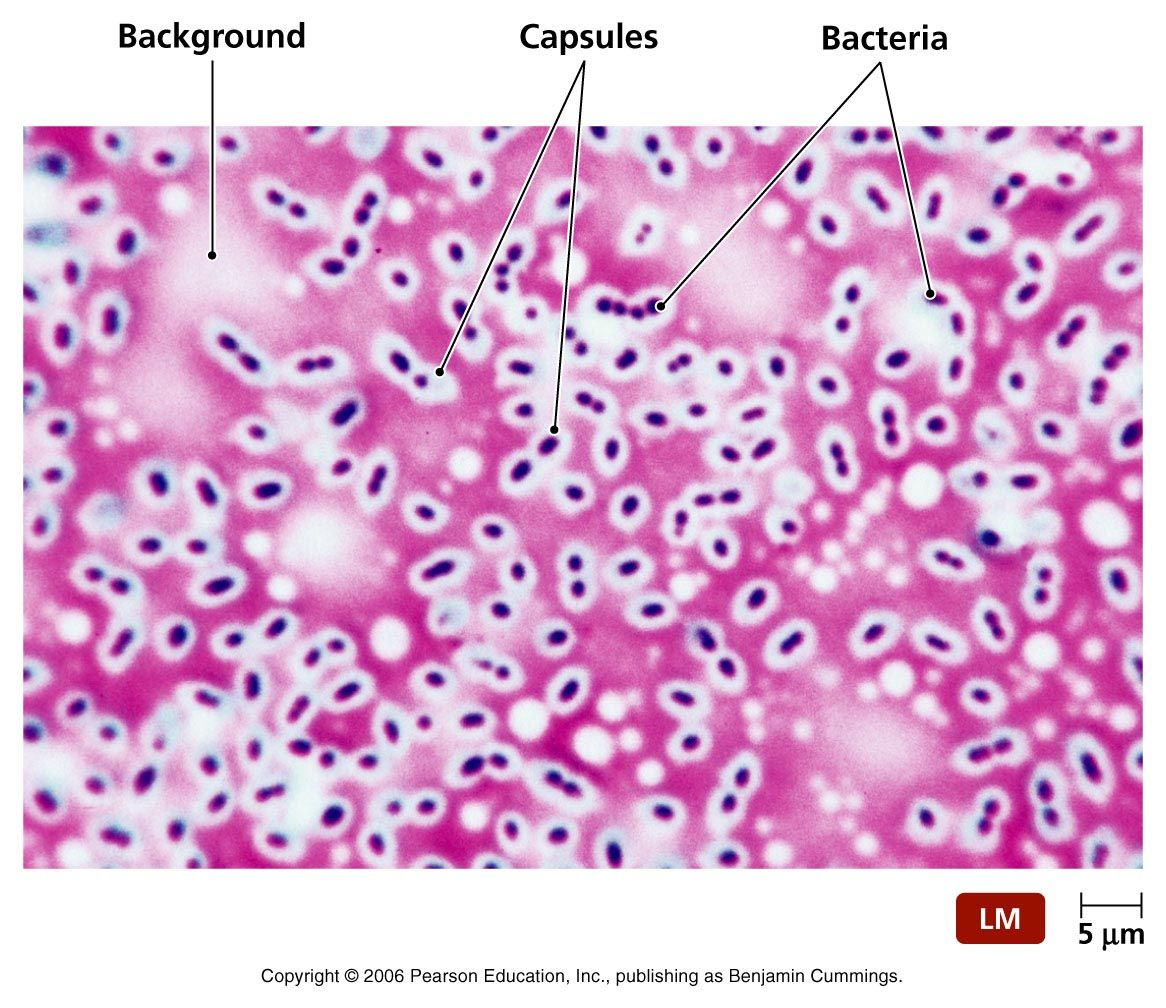 Background
Capsules
Bacteria
LM
5 μm
Copyright © 2006 Pearson Education, Inc., publishing as Benjamin Cummings.